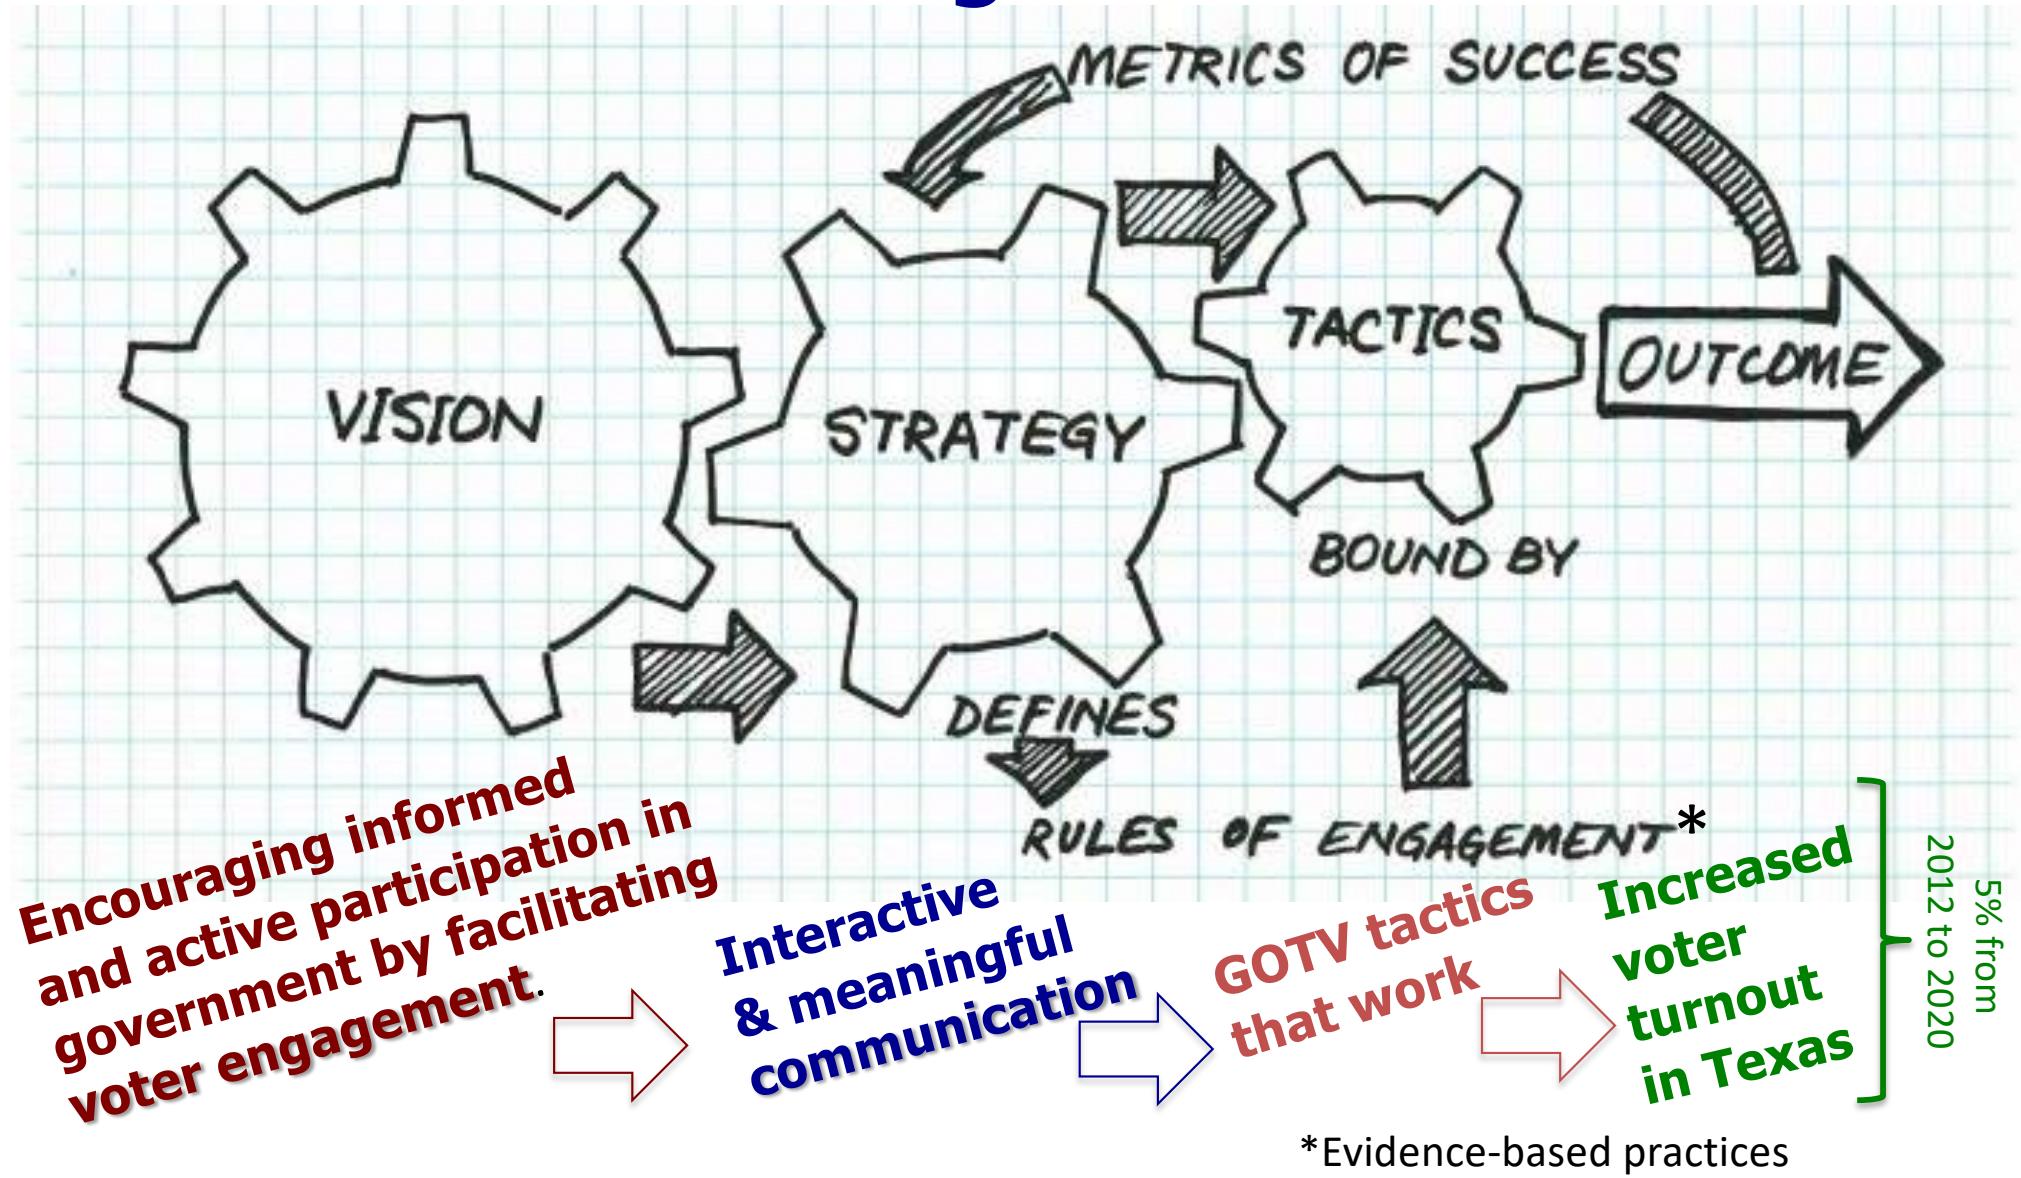 METRICS OF SUCCESS
VISION
STRATEGY
TACTICS
OUTCOME
BOUND BY
DEFINES
RULES OF ENGAGEMENT*
Encouraging informed
and active participation in
government by facilitating
voter engagement.
Interactive
& meaningful
communication
GOTV tactics
that work
Increased
voter
turnout
in Texas
5% from
2012 to 2020
*Evidence-based practices